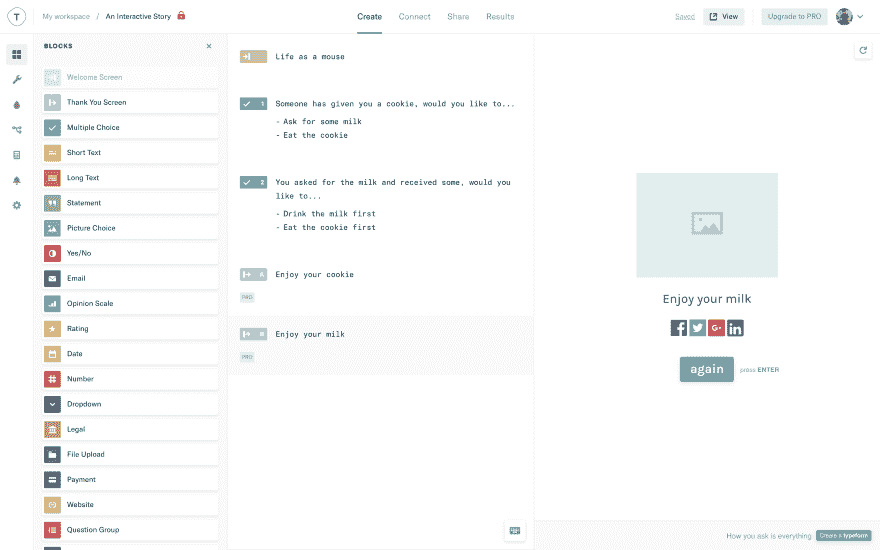 T
My workspace / An Interactive Story
Create
Connect
Share
Results
Saved
View
Upgrade to PRO
BLOCKS
Welcome Screen
Thank You Screen
Multiple Choice
Short Text
Long Text
Statement
Picture Choice
Yes/No
Email
Opinion Scale
Rating
Date
Number
Dropdown
Legal
File Upload
Payment
Website
Question Group
Life as a mouse
1 Someone has given you a cookie, would you like to...
- Ask for some milk
- Eat the cookie
2 You asked for the milk and received some, would you
like to...
- Drink the milk first
- Eat the cookie first
A Enjoy your cookie
PRO
B Enjoy your milk
PRO
Enjoy your milk
again press ENTER
How you ask is everything Create a typeform